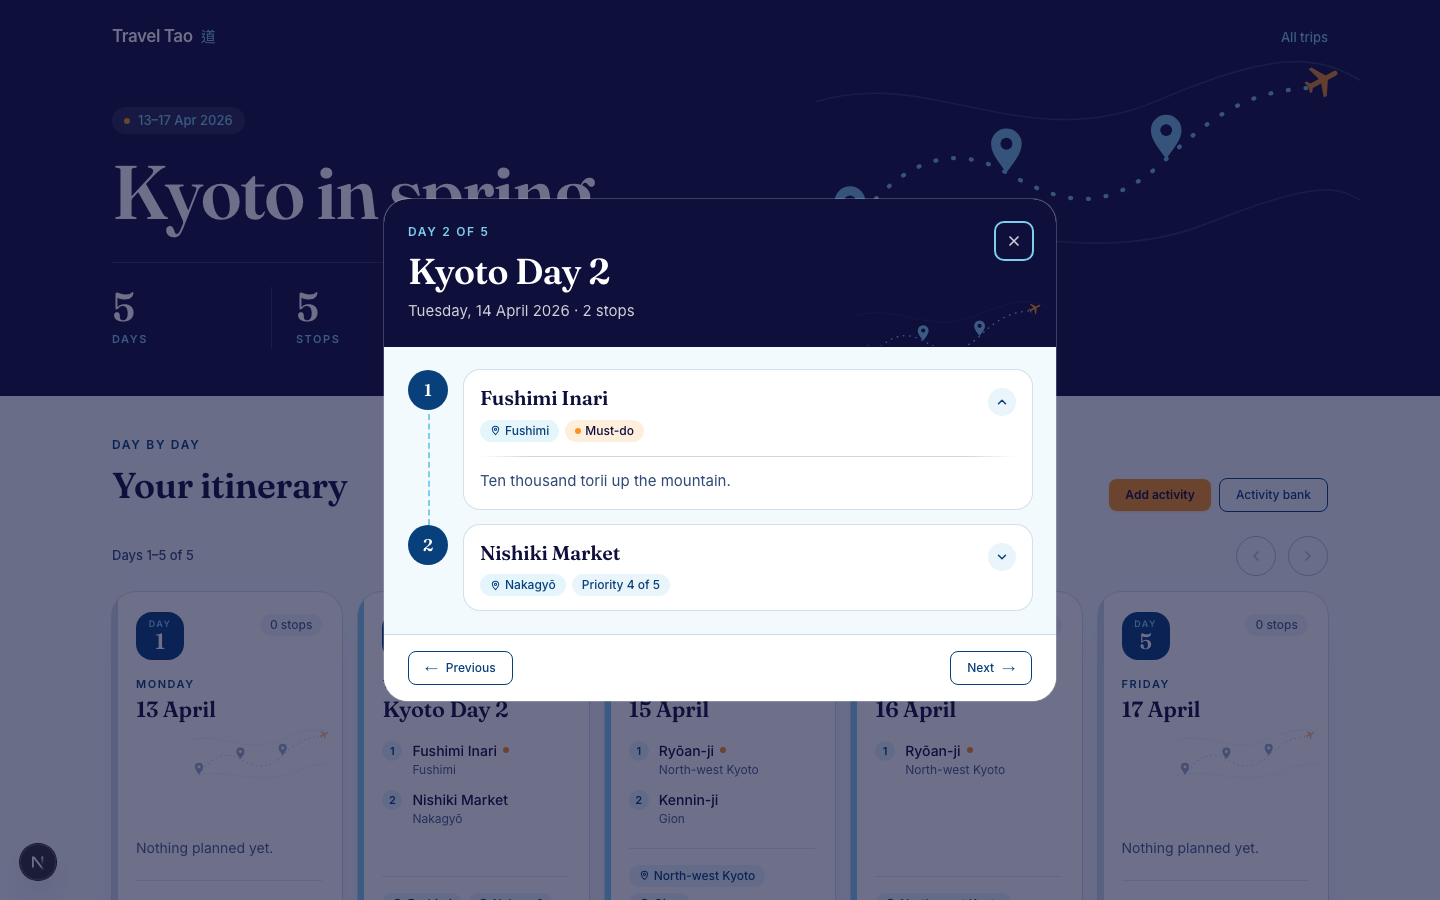 Travel Tao 道
All trips
13–17 Apr 2026
Kyoto in spring
5
DAYS
5
STOPS
DAY 2 OF 5
Kyoto Day 2
Tuesday, 14 April 2026 · 2 stops
1
Fushimi Inari
Fushimi
Must-do
Ten thousand torii up the mountain.
2
Nishiki Market
Nakagyō
Priority 4 of 5
← Previous
Next →
DAY BY DAY
Your itinerary
Add activity
Activity bank
Days 1–5 of 5
DAY
1
0 stops
MONDAY
13 April
Nothing planned yet.
Kyoto Day 2
1 Fushimi Inari
Fushimi
2 Nishiki Market
Nakagyō
15 April
1 Ryōan-ji
North-west Kyoto
2 Kennin-ji
Gion
North-west Kyoto
16 April
1 Ryōan-ji
North-west Kyoto
DAY
5
0 stops
FRIDAY
17 April
Nothing planned yet.
N